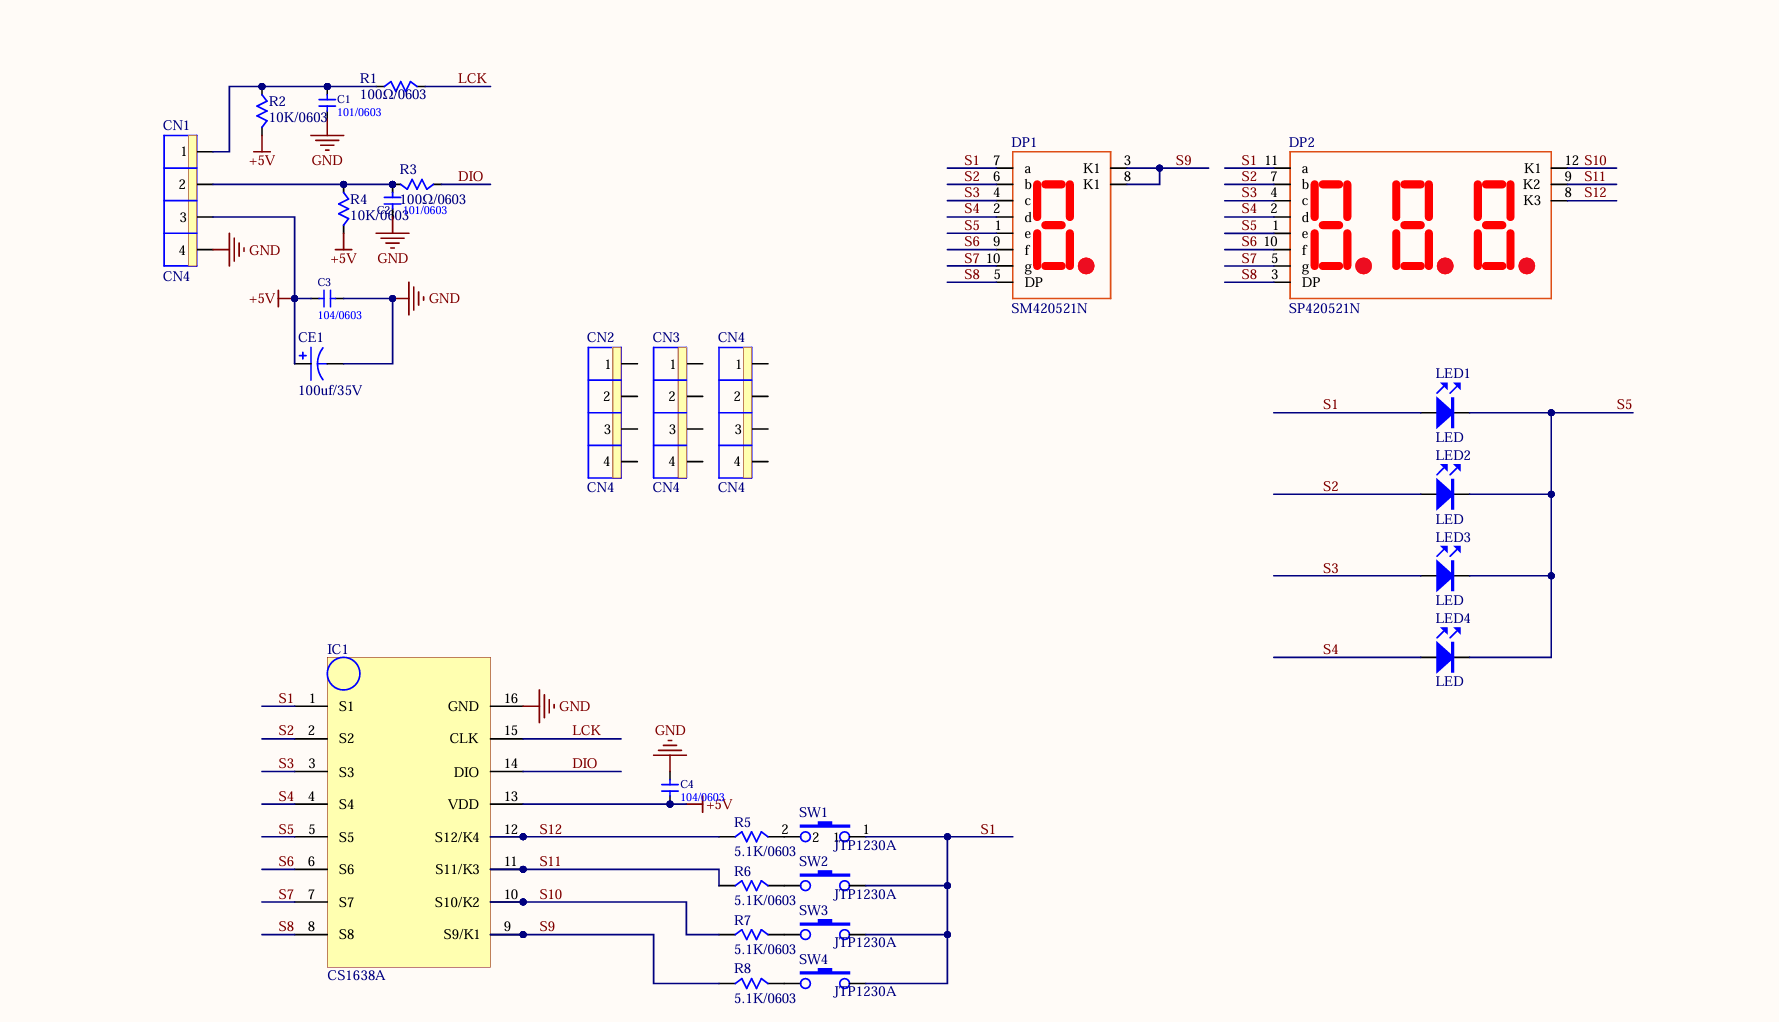 R1
LCK
100Ω/0603
R2
10K/0603
C1
101/0603
+5V
GND
CN1
1
2
3
4
CN4
GND
R3
DIO
100Ω/0603
R4
10K/0603
C2
101/0603
+5V
GND
+5V
C3
104/0603
GND
CE1
+
100uf/35V
CN2
1
2
3
4
CN4
CN3
1
2
3
4
CN4
CN4
1
2
3
4
CN4
DP1
S1 7 a K1 3 S9
S2 6 b K1 8
S3 4 c
S4 2 d
S5 1 e
S6 9 f
S7 10 g
S8 5 DP
SM420521N
DP2
S1 11 a K1 12 S10
S2 7 b K2 9 S11
S3 4 c K3 8 S12
S4 2 d
S5 1 e
S6 10 f
S7 5 g
S8 3 DP
SP420521N
LED1
S1 S5
LED
LED2
S2
LED
LED3
S3
LED
LED4
S4
LED
IC1
S1 1 S1 GND 16 GND
S2 2 S2 CLK 15 LCK
S3 3 S3 DIO 14 DIO
S4 4 S4 VDD 13
S5 5 S5 S12/K4 12 S12
S6 6 S6 S11/K3 11 S11
S7 7 S7 S10/K2 10 S10
S8 8 S8 S9/K1 9 S9
CS1638A
GND
C4
104/0603
+5V
R5
5.1K/0603
SW1
2 2 1 1
JTP1230A
S1
R6
5.1K/0603
SW2
JTP1230A
R7
5.1K/0603
SW3
JTP1230A
R8
5.1K/0603
SW4
JTP1230A